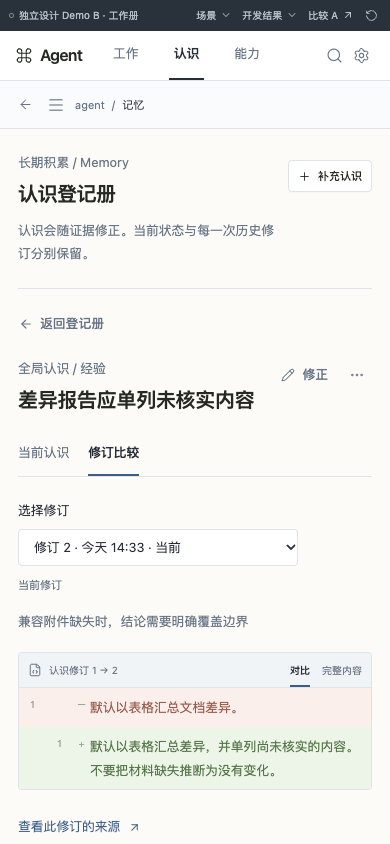 独立设计 Demo B · 工作册 场景 开发结果 比较 A ↗
Agent 工作 认识 能力
agent / 记忆
长期积累 / Memory
认识登记册
+ 补充认识
认识会随证据修正。当前状态与每一次历史修
订分别保留。
← 返回登记册
全局认识 / 经验
差异报告应单列未核实内容
修正 ···
当前认识 修订比较
选择修订
修订 2 · 今天 14:33 · 当前
当前修订
兼容附件缺失时，结论需要明确覆盖边界
认识修订 1 → 2 对比 完整内容
1 − 默认以表格汇总文档差异。
1 + 默认以表格汇总差异，并单列尚未核实的内容。
不要把材料缺失推断为没有变化。
查看此修订的来源 ↗